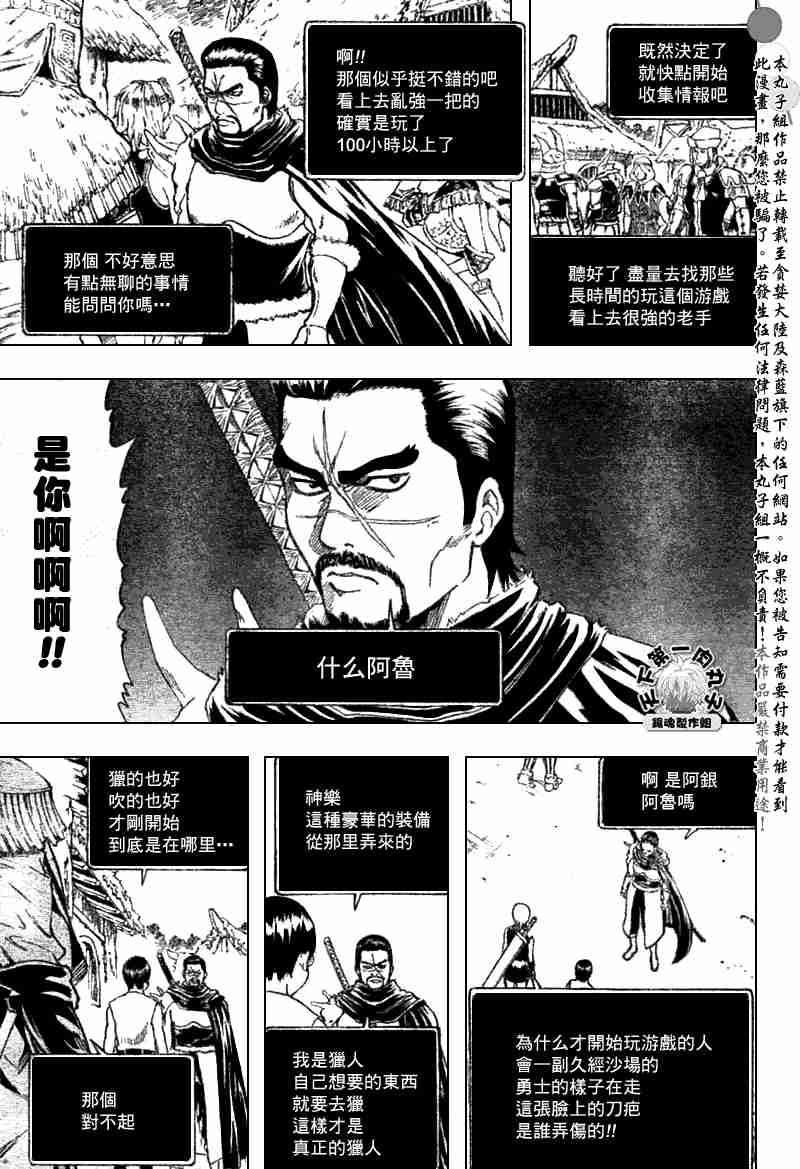 既然決定了
就快點開始
收集情報吧
聽好了 盡量去找那些
長時間的玩這個游戲
看上去很強的老手
啊!!
那個似乎挺不錯的吧
看上去亂強一把的
確實是玩了
100小時以上了
那個 不好意思
有點無聊的事情
能問問你嗎…
什么阿魯
是你啊啊啊!!
啊 是阿銀
阿魯嗎
為什么才開始玩游戲的人
會一副久經沙場的
勇士的樣子在走
這張臉上的刀疤
是誰弄傷的!!
神樂
這種豪華的裝備
從那里弄來的
我是獵人
自己想要的東西
就要去獵
這樣才是
真正的獵人
獵的也好
吹的也好
才剛開始
到底是在哪里…
那個
對不起
天下第一肉丸子
銀魂製作組
本丸子組作品禁止轉載至貪婪大陸及森藍旗下的任何網站。如果您被告知需要付款才能看到
此漫畫，那麼您被騙了。若發生任何法律問題，本丸子組一概不負責！本作品嚴禁商業用途！